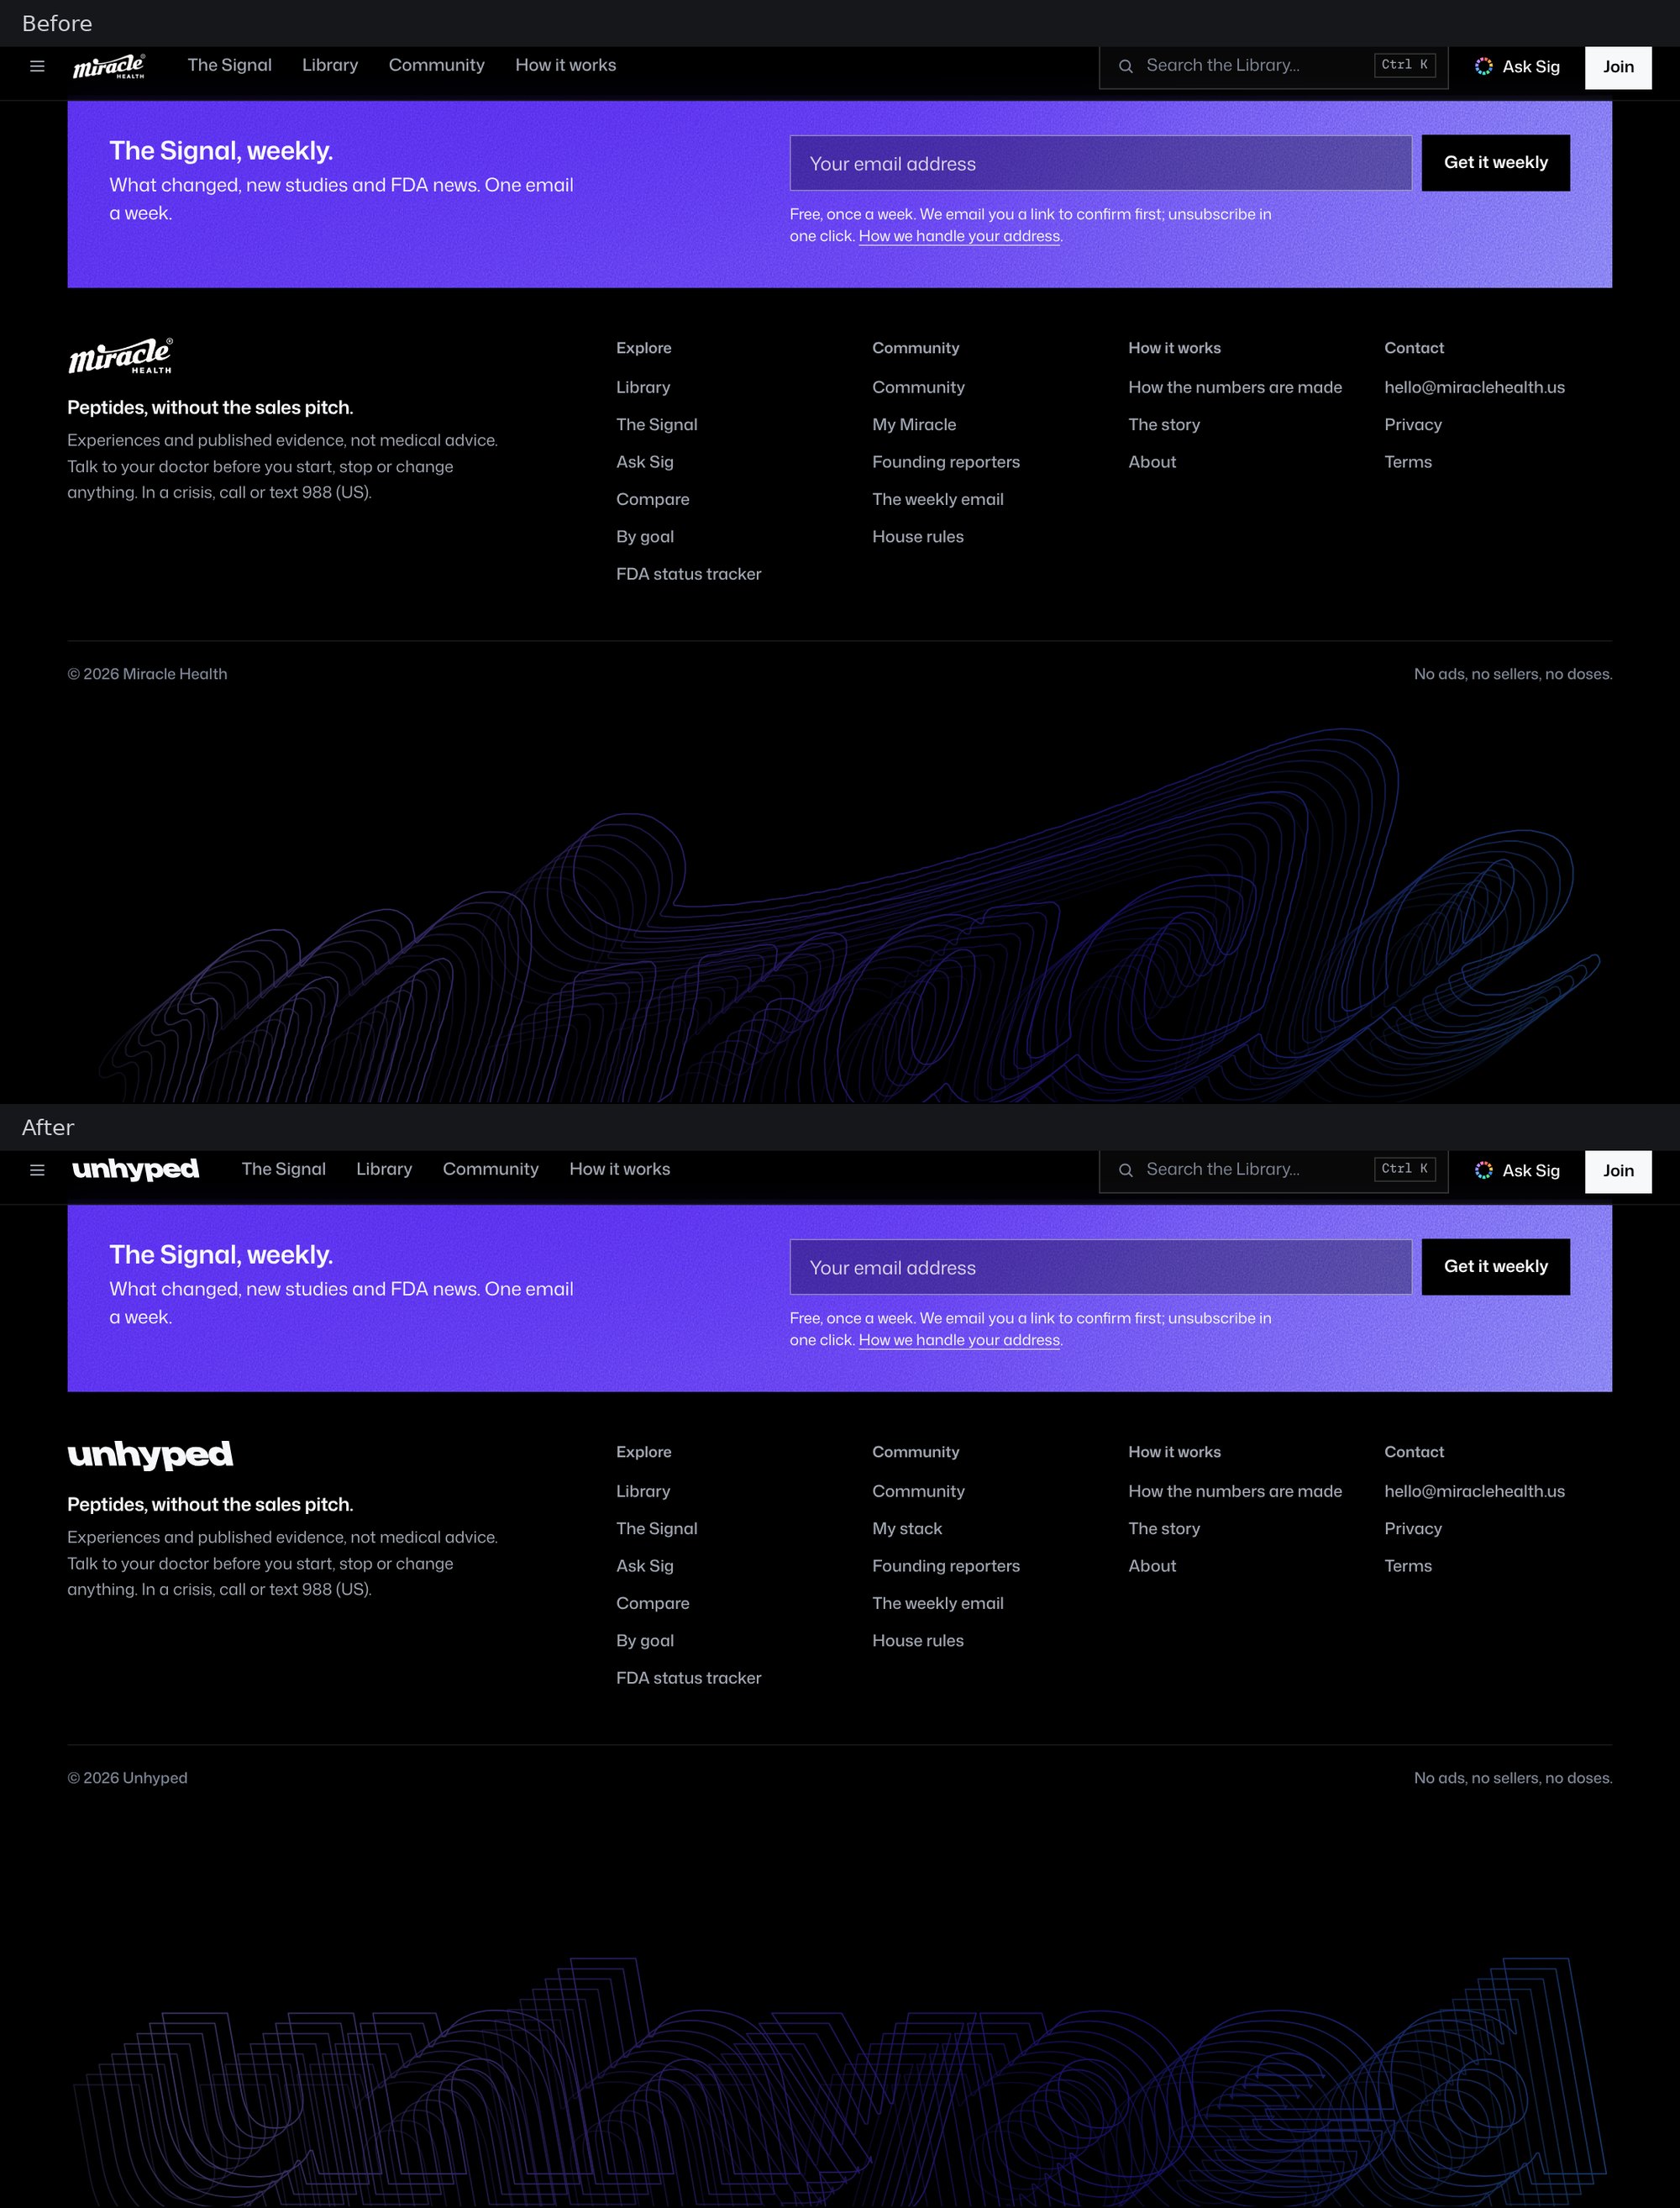 Before
miracle®
HEALTH
The Signal
Library
Community
How it works
Search the Library...
Ctrl K
Ask Sig
Join
The Signal, weekly.
What changed, new studies and FDA news. One email
a week.
Your email address
Get it weekly
Free, once a week. We email you a link to confirm first; unsubscribe in
one click. How we handle your address.
miracle®
HEALTH
Peptides, without the sales pitch.
Experiences and published evidence, not medical advice.
Talk to your doctor before you start, stop or change
anything. In a crisis, call or text 988 (US).
Explore
Library
The Signal
Ask Sig
Compare
By goal
FDA status tracker
Community
Community
My Miracle
Founding reporters
The weekly email
House rules
How it works
How the numbers are made
The story
About
Contact
hello@miraclehealth.us
Privacy
Terms
© 2026 Miracle Health
No ads, no sellers, no doses.
miracle
After
unhyped
The Signal
Library
Community
How it works
Search the Library...
Ctrl K
Ask Sig
Join
The Signal, weekly.
What changed, new studies and FDA news. One email
a week.
Your email address
Get it weekly
Free, once a week. We email you a link to confirm first; unsubscribe in
one click. How we handle your address.
unhyped
Peptides, without the sales pitch.
Experiences and published evidence, not medical advice.
Talk to your doctor before you start, stop or change
anything. In a crisis, call or text 988 (US).
Explore
Library
The Signal
Ask Sig
Compare
By goal
FDA status tracker
Community
Community
My stack
Founding reporters
The weekly email
House rules
How it works
How the numbers are made
The story
About
Contact
hello@miraclehealth.us
Privacy
Terms
© 2026 Unhyped
No ads, no sellers, no doses.
unhyped